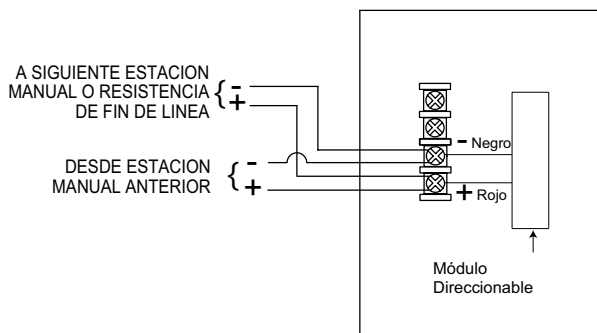 A SIGUIENTE ESTACION
MANUAL O RESISTENCIA
DE FIN DE LINEA
{ -
+
DESDE ESTACION
MANUAL ANTERIOR
{ -
+
- Negro
+ Rojo
Módulo
Direccionable